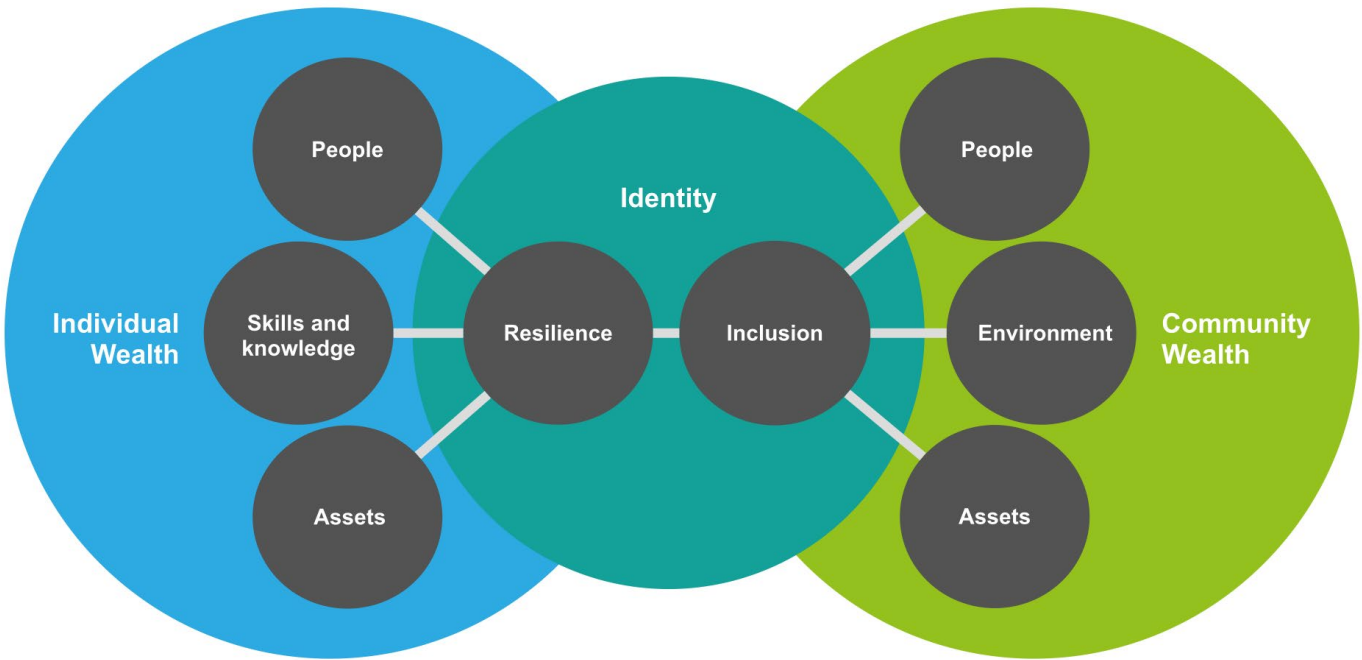 Individual
Wealth
People
Skills and
knowledge
Assets
Identity
Resilience
Inclusion
People
Environment
Assets
Community
Wealth